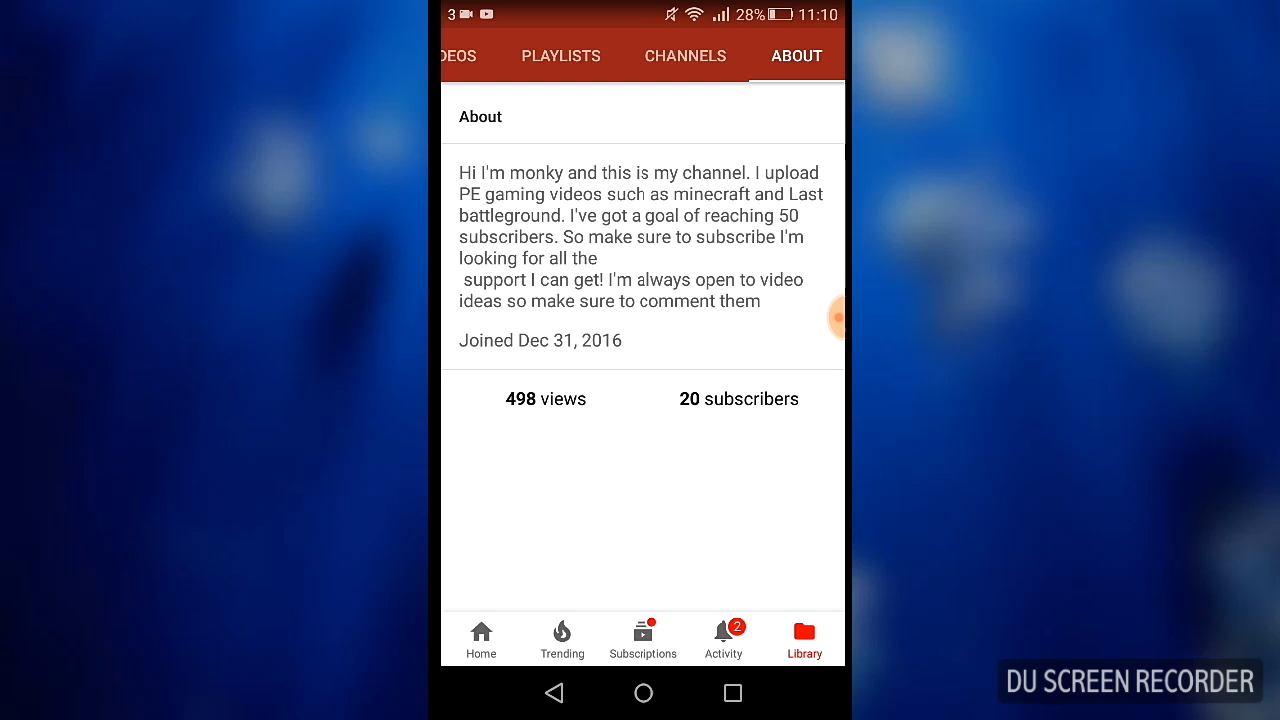 3 28% 11:10
DEOS PLAYLISTS CHANNELS ABOUT
About
Hi I'm monky and this is my channel. I upload
PE gaming videos such as minecraft and Last
battleground. I've got a goal of reaching 50
subscribers. So make sure to subscribe I'm
looking for all the
support I can get! I'm always open to video
ideas so make sure to comment them
Joined Dec 31, 2016
498 views 20 subscribers
2
Home Trending Subscriptions Activity Library
DU SCREEN RECORDER